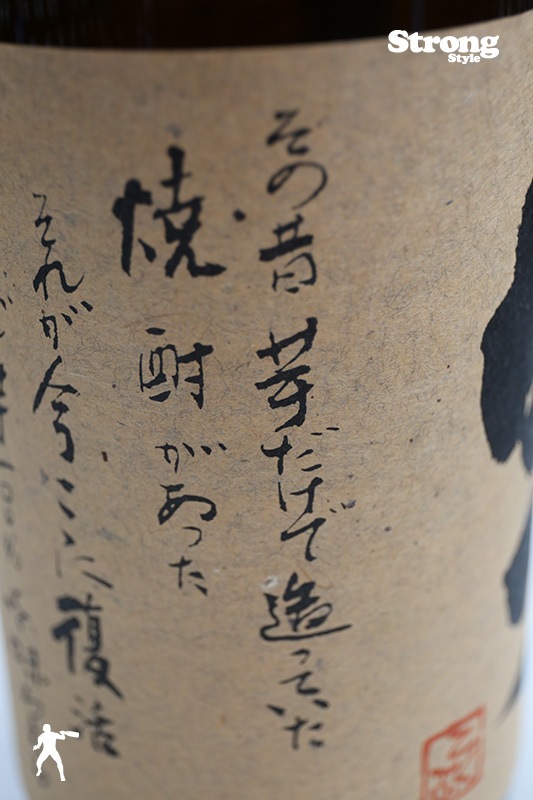 Strong
Style
その昔芋だけで造っていた
焼酎があった
それが今ここに復活